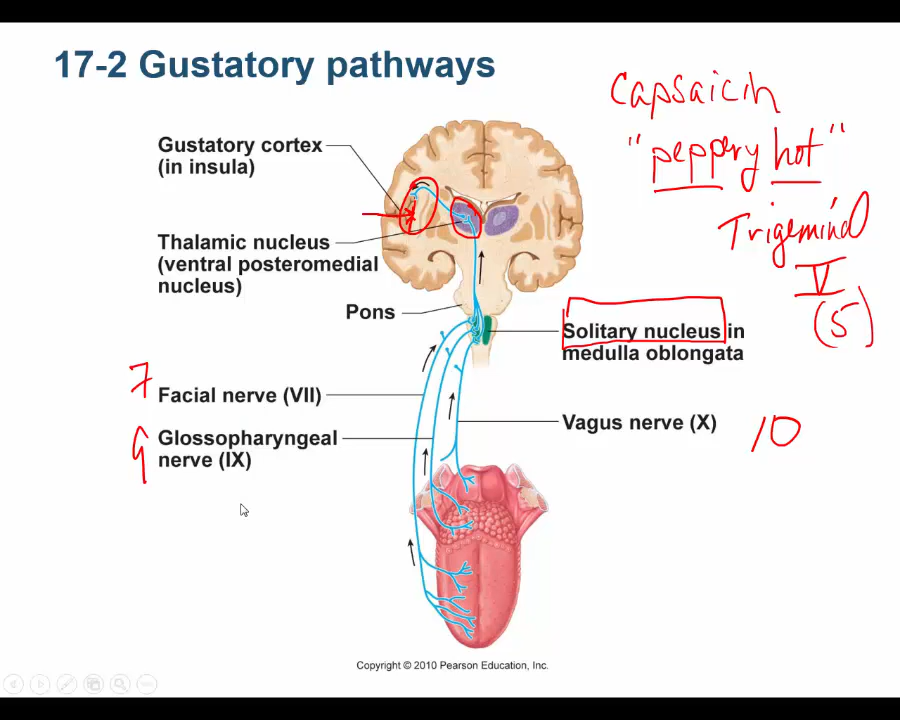 17-2 Gustatory pathways
Capsaicin
"peppery hot"
Trigeminal
V
(5)
Gustatory cortex
(in insula)
Thalamic nucleus
(ventral posteromedial
nucleus)
Pons
Solitary nucleus in
medulla oblongata
7
Facial nerve (VII)
9
Glossopharyngeal
nerve (IX)
Vagus nerve (X)
10
Copyright © 2010 Pearson Education, Inc.